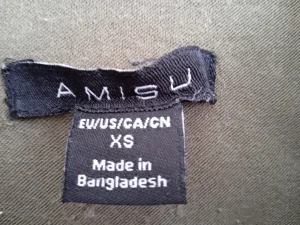 AMISU
EU/US/CA/CN
XS
Made in
Bangladesh